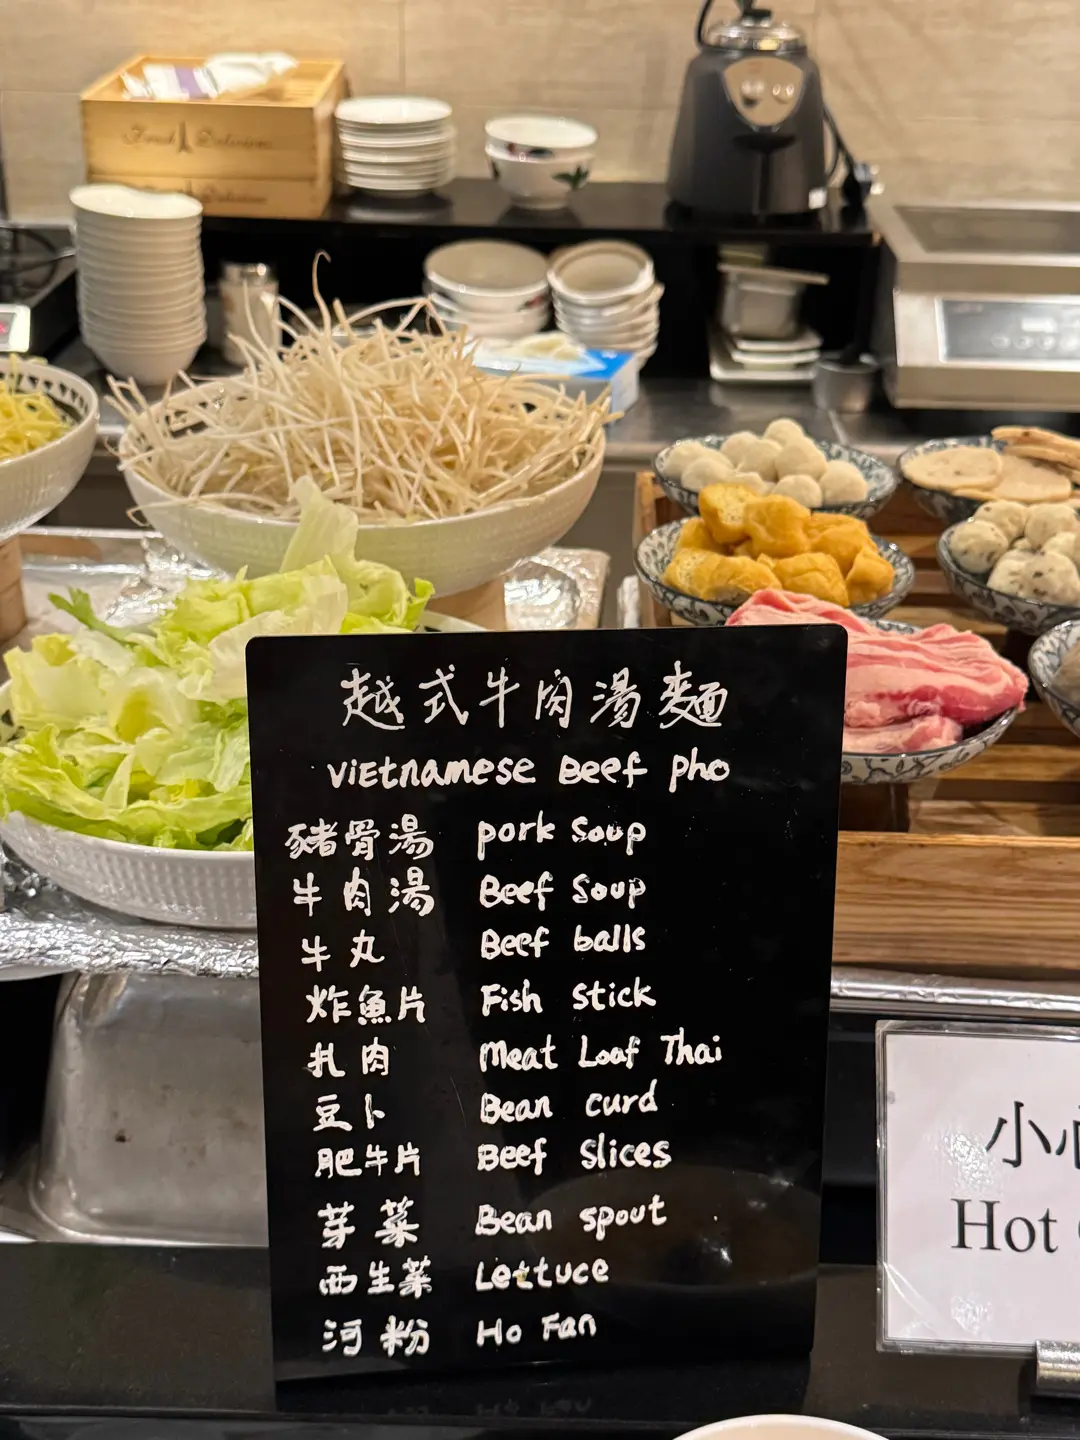 越式牛肉湯麵
Vietnamese Beef pho
豬骨湯 pork Soup
牛肉湯 Beef Soup
牛丸 Beef balls
炸魚片 Fish Stick
扎肉 Meat Loaf Thai
豆卜 Bean curd
肥牛片 Beef Slices
芽菜 Bean spout
西生菜 Lettuce
河粉 Ho Fan
小心
Hot